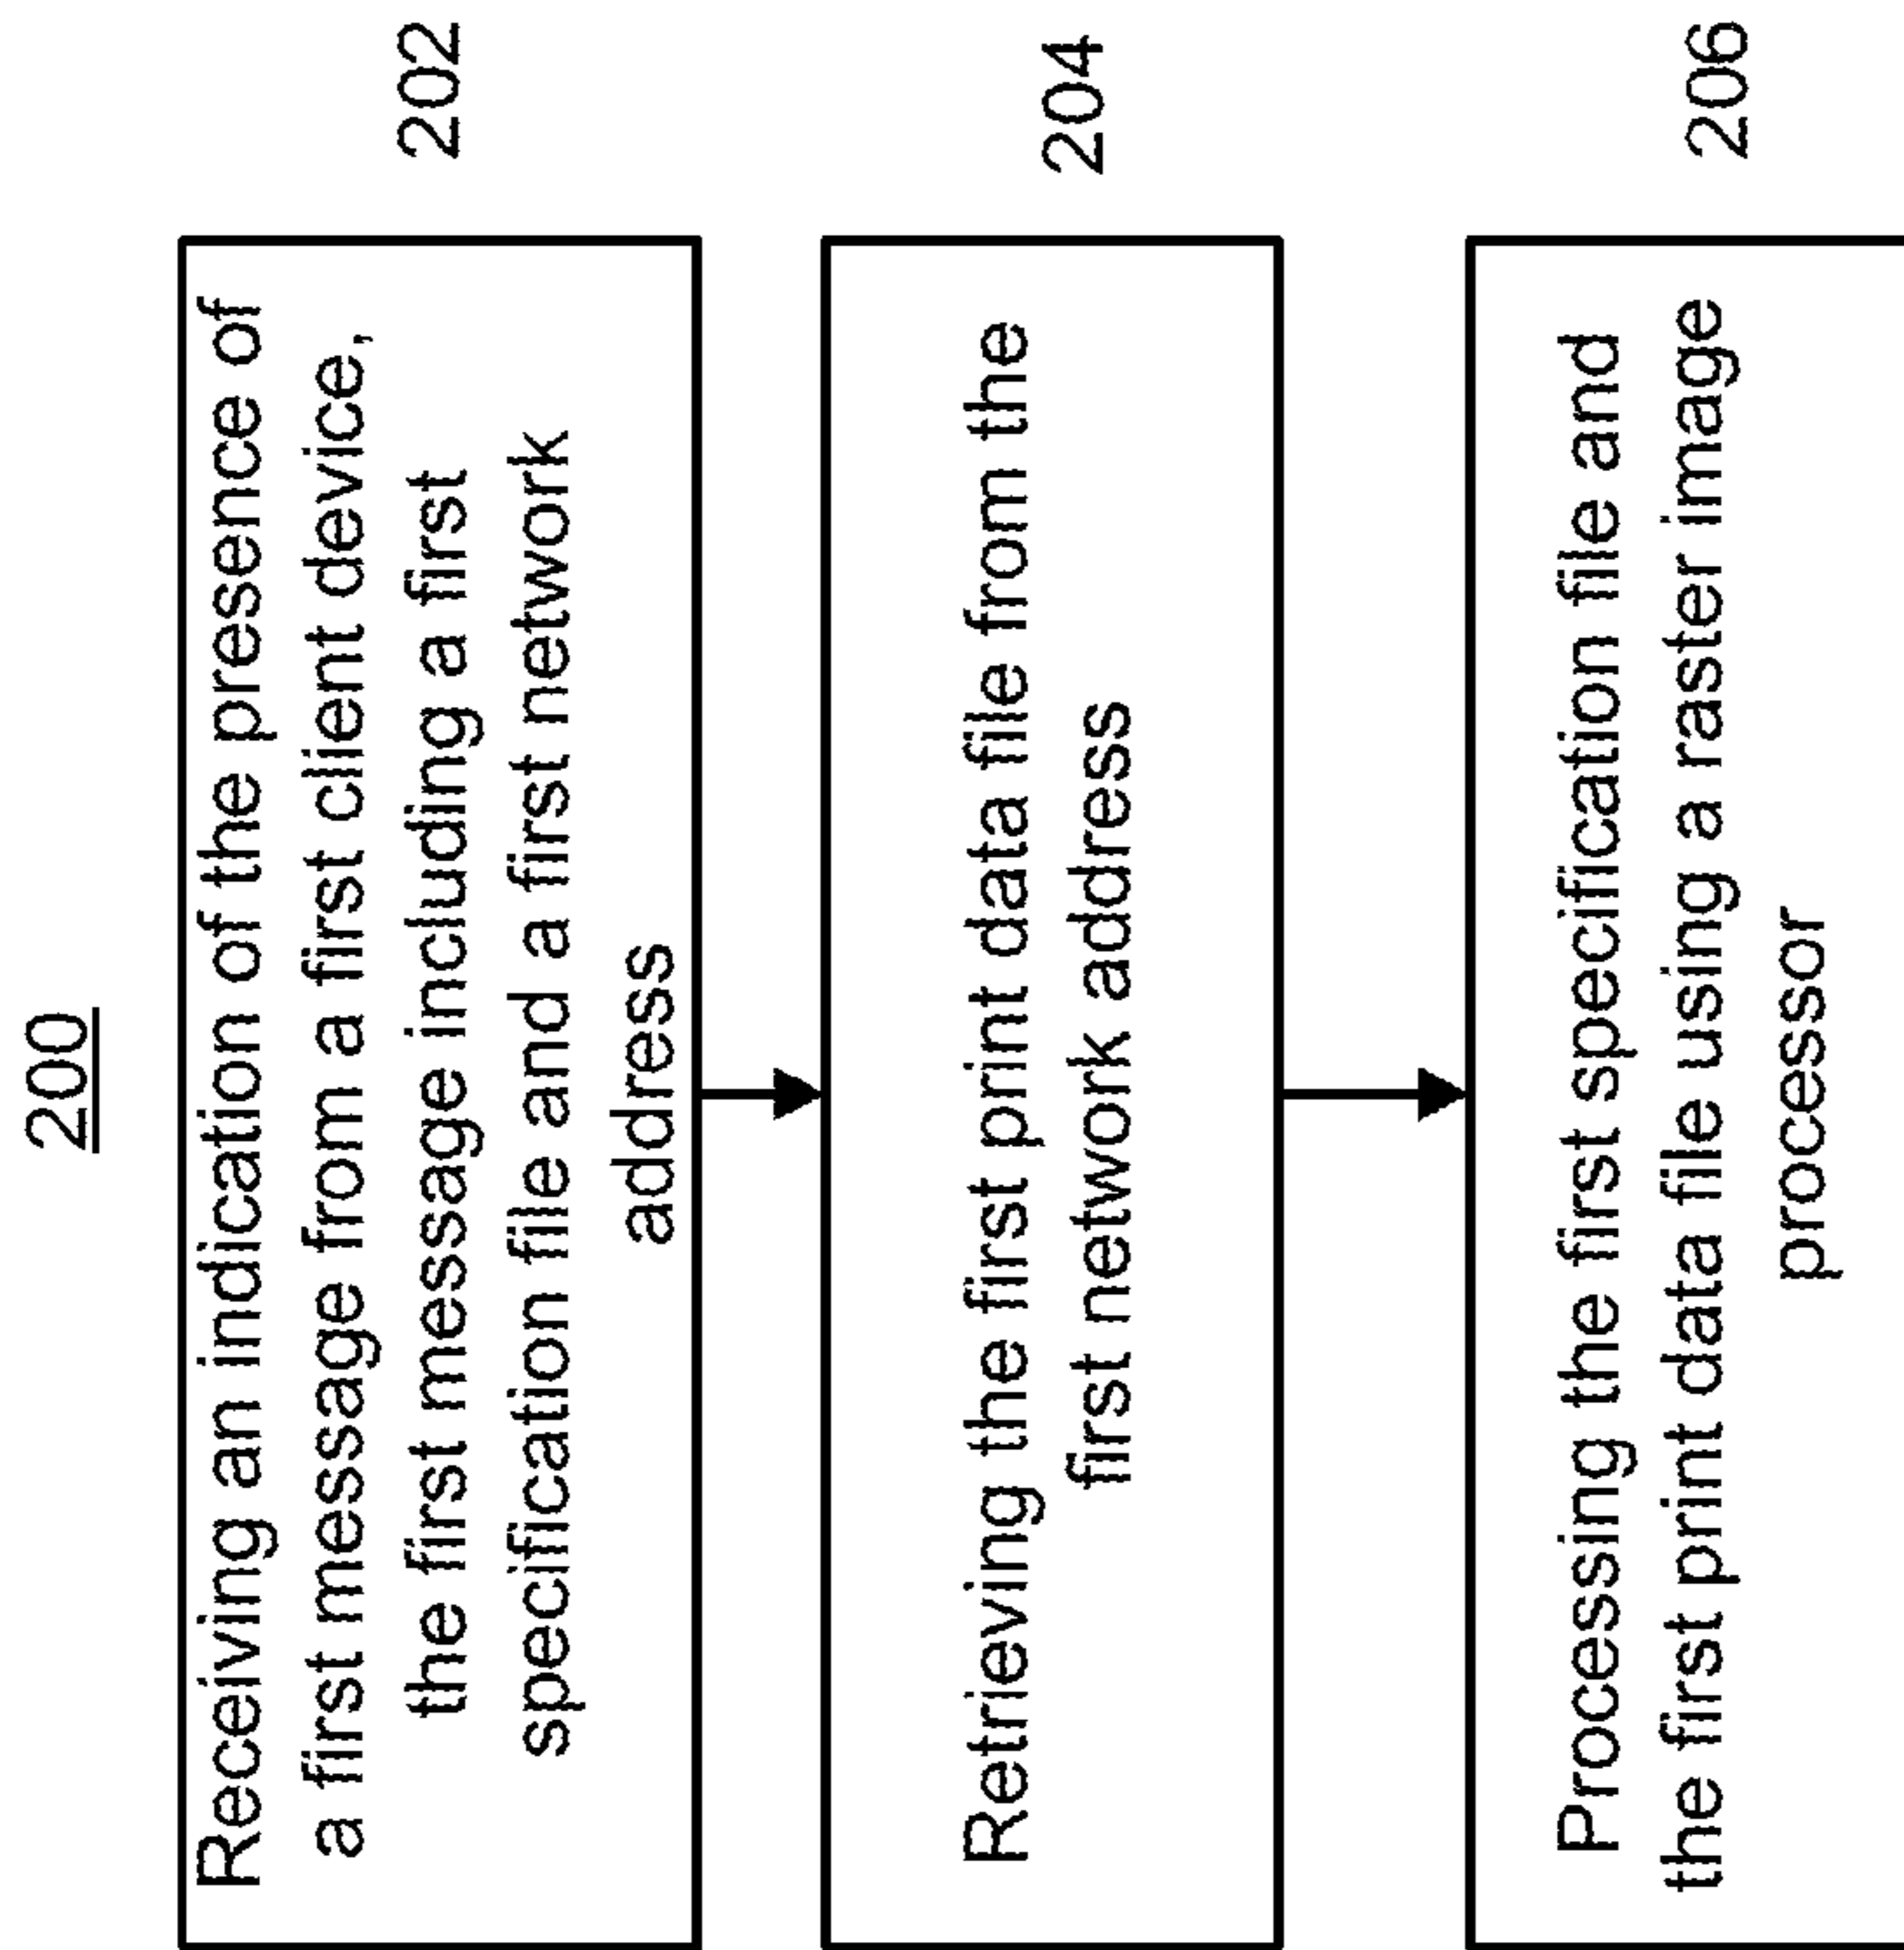 200
Receiving an indication of the presence of
a first message from a first client device,
the first message including a first
specification file and a first network
address
202
Retrieving the first print data file from the
first network address
204
Processing the first specification file and
the first print data file using a raster image
processor
206